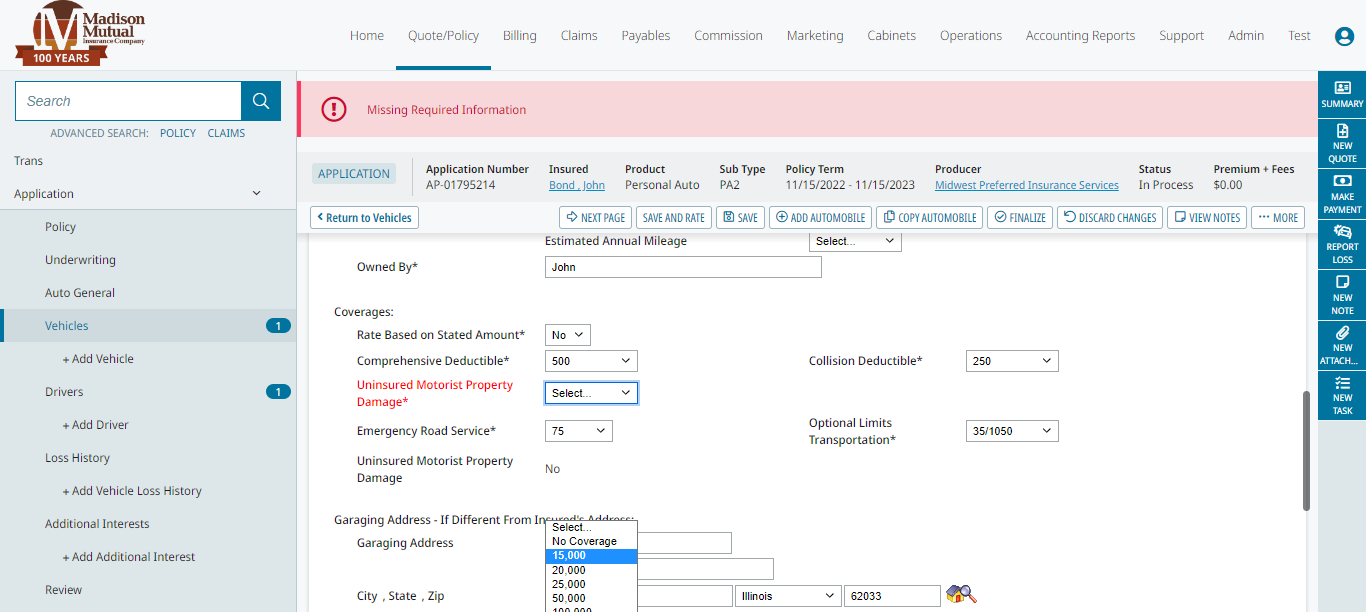 Madison
Mutual
Insurance Company
100 YEARS
Home Quote/Policy Billing Claims Payables Commission Marketing Cabinets Operations Accounting Reports Support Admin Test
Search
ADVANCED SEARCH: POLICY CLAIMS
Trans
Application
Policy
Underwriting
Auto General
Vehicles 1
+ Add Vehicle
Drivers 1
+ Add Driver
Loss History
+ Add Vehicle Loss History
Additional Interests
+ Add Additional Interest
Review
Missing Required Information
APPLICATION
Application Number Insured Product Sub Type Policy Term Producer Status Premium + Fees
AP-01795214 Bond , John Personal Auto PA2 11/15/2022 - 11/15/2023 Midwest Preferred Insurance Services In Process $0.00
Return to Vehicles NEXT PAGE SAVE AND RATE SAVE ADD AUTOMOBILE COPY AUTOMOBILE FINALIZE DISCARD CHANGES VIEW NOTES ··· MORE
Estimated Annual Mileage Select...
Owned By* John
Coverages:
Rate Based on Stated Amount* No
Comprehensive Deductible* 500 Collision Deductible* 250
Uninsured Motorist Property
Damage* Select...
Emergency Road Service* 75 Optional Limits
Transportation* 35/1050
Uninsured Motorist Property
Damage No
Garaging Address - If Different From Insured's Address:
Select...
Garaging Address No Coverage
15,000
20,000
25,000
City , State , Zip 50,000 Illinois 62033
100,000
SUMMARY
NEW
QUOTE
MAKE
PAYMENT
REPORT
LOSS
NEW
NOTE
NEW
ATTACH...
NEW
TASK